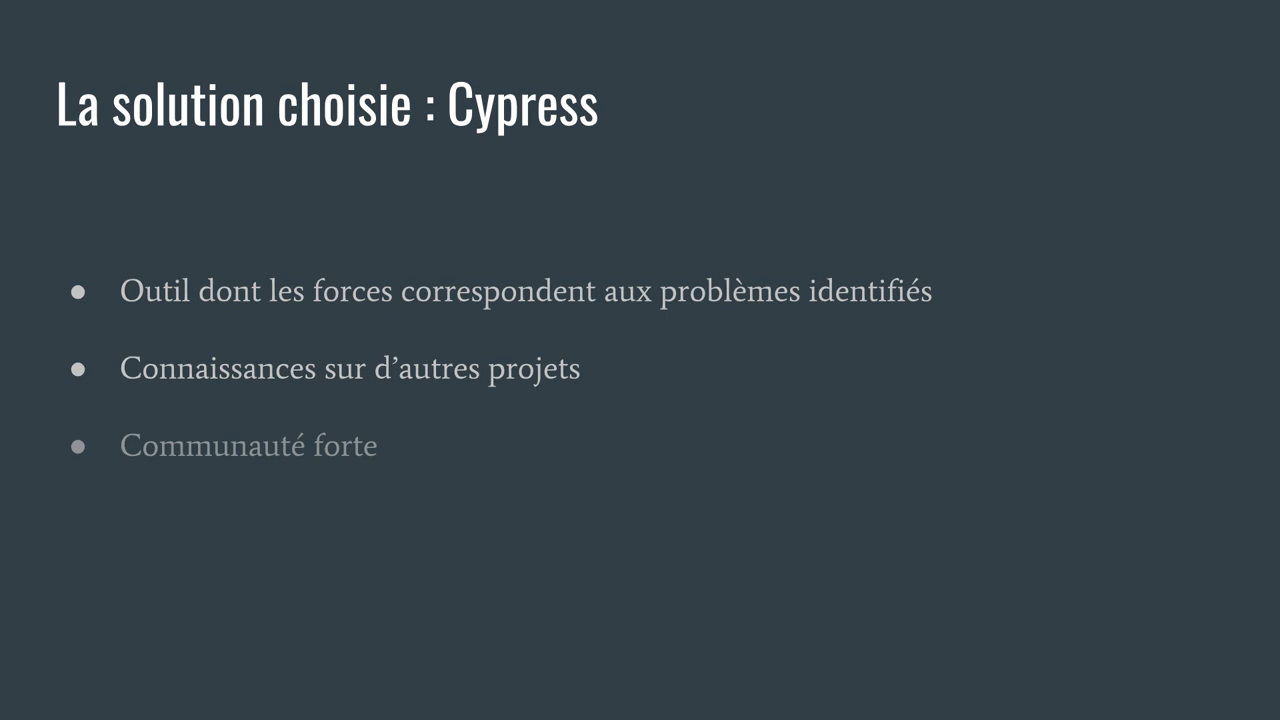 La solution choisie : Cypress
● Outil dont les forces correspondent aux problèmes identifiés
● Connaissances sur d’autres projets
● Communauté forte